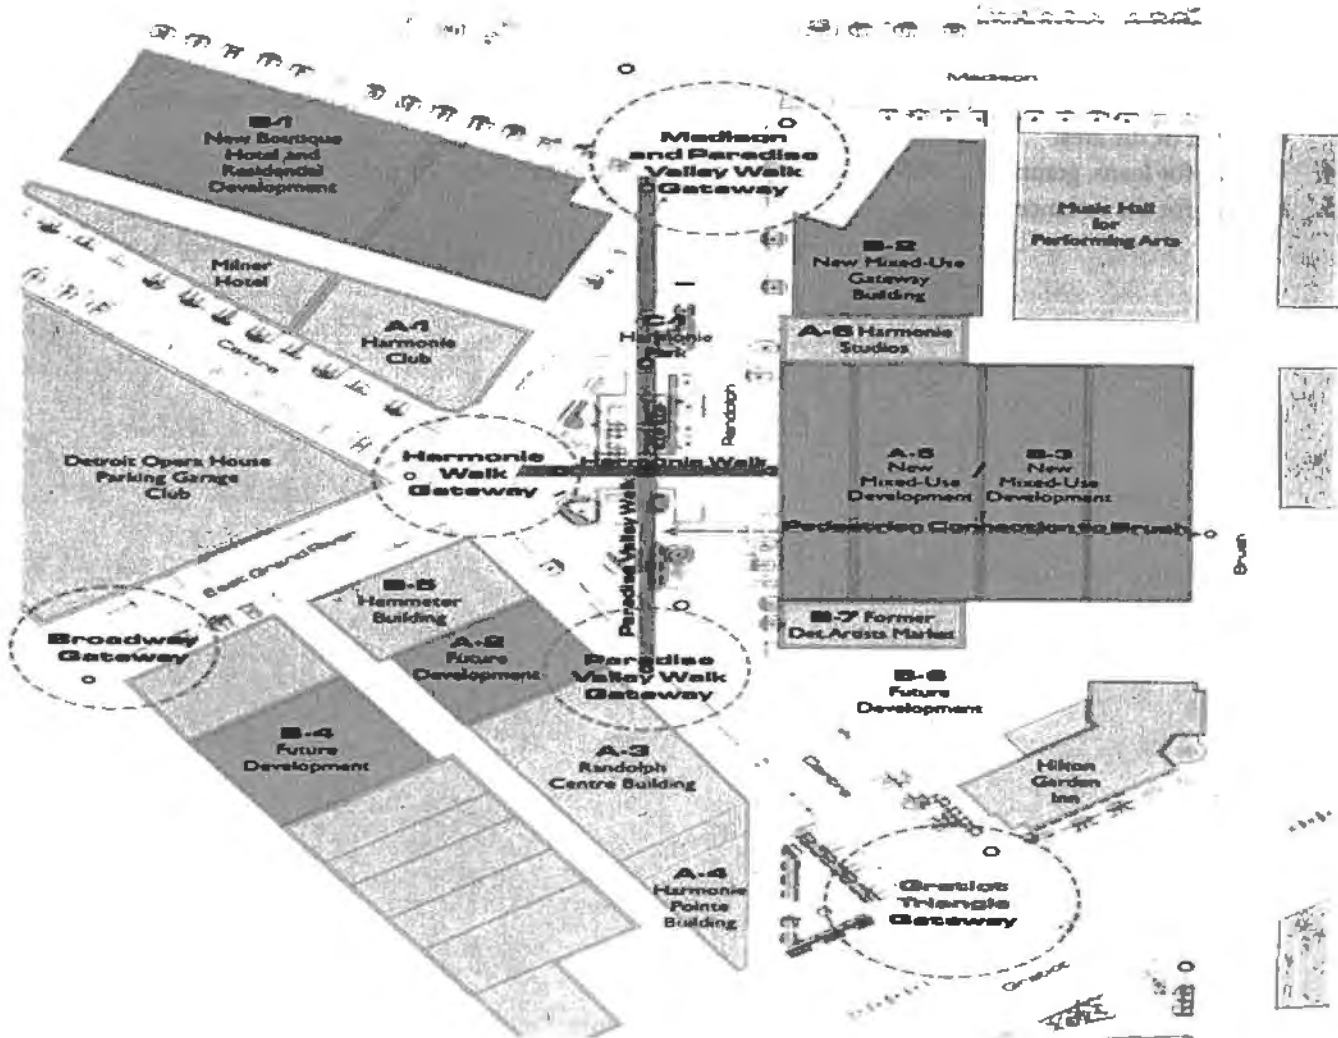 Madison
B-1
New Boutique
Hotel and
Residential
Development
Madison
and Paradise
Valley Walk
Gateway
Music Hall
for
Performing Arts
B-2
New Mixed-Use
Gateway
Building
Milner
Hotel
A-1
Harmonie
Club
Centre
C-1
Harmonie
Park
A-6 Harmonie
Studios
Randolph
Detroit Opera House
Parking Garage
Club
Harmonie
Walk
Gateway
Harmonie Walk
A-5
New
Mixed-Use
Development
/
B-3
New
Mixed-Use
Development
Pedestrian Connection to Brush
Brush
Paradise Valley Walk
East Grand River
B-5
Hammeter
Building
A-2
Future
Development
Paradise
Valley Walk
Gateway
B-7 Former
Det. Artists Market
Broadway
Gateway
B-6
Future
Development
B-4
Future
Development
A-3
Randolph
Centre Building
Centre
Hilton
Garden
Inn
A-4
Harmonie
Pointe
Building
Gratiot
Triangle
Gateway
Gratiot